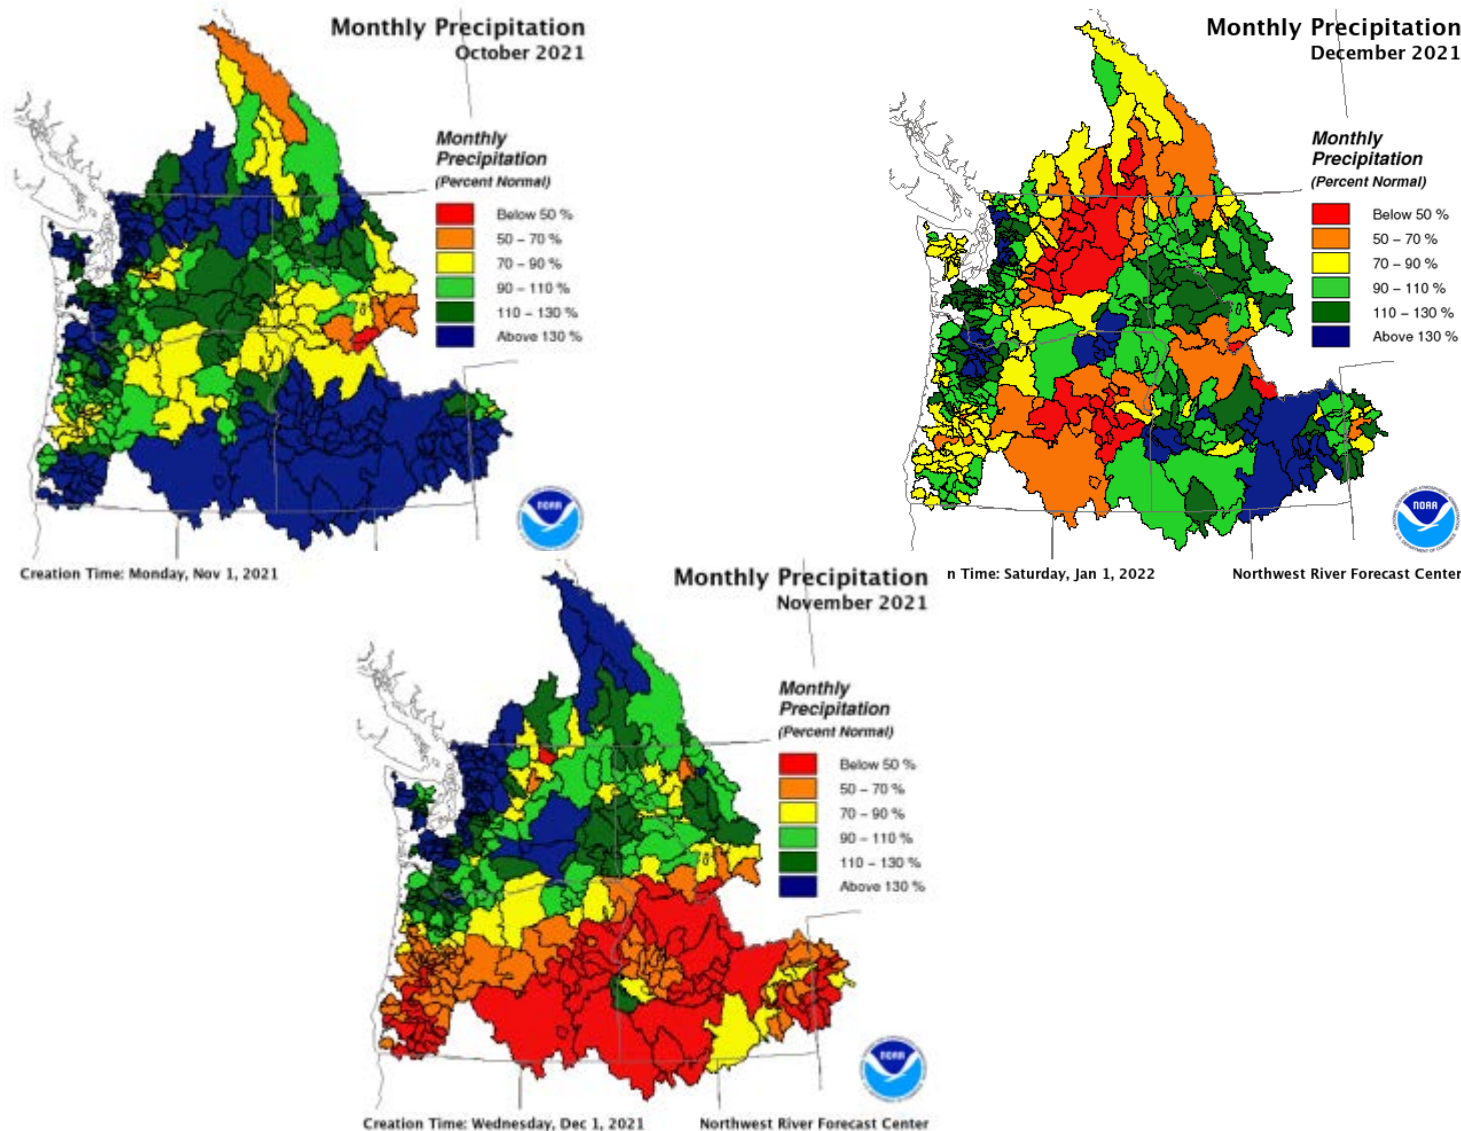 Monthly Precipitation
October 2021
Monthly
Precipitation
(Percent Normal)
Below 50 %
50 – 70 %
70 – 90 %
90 – 110 %
110 – 130 %
Above 130 %
NOAA
Creation Time: Monday, Nov 1, 2021
Monthly Precipitation
December 2021
Monthly
Precipitation
(Percent Normal)
Below 50 %
50 – 70 %
70 – 90 %
90 – 110 %
110 – 130 %
Above 130 %
NOAA
n Time: Saturday, Jan 1, 2022
Northwest River Forecast Center
Monthly Precipitation
November 2021
Monthly
Precipitation
(Percent Normal)
Below 50 %
50 – 70 %
70 – 90 %
90 – 110 %
110 – 130 %
Above 130 %
NOAA
Creation Time: Wednesday, Dec 1, 2021
Northwest River Forecast Center